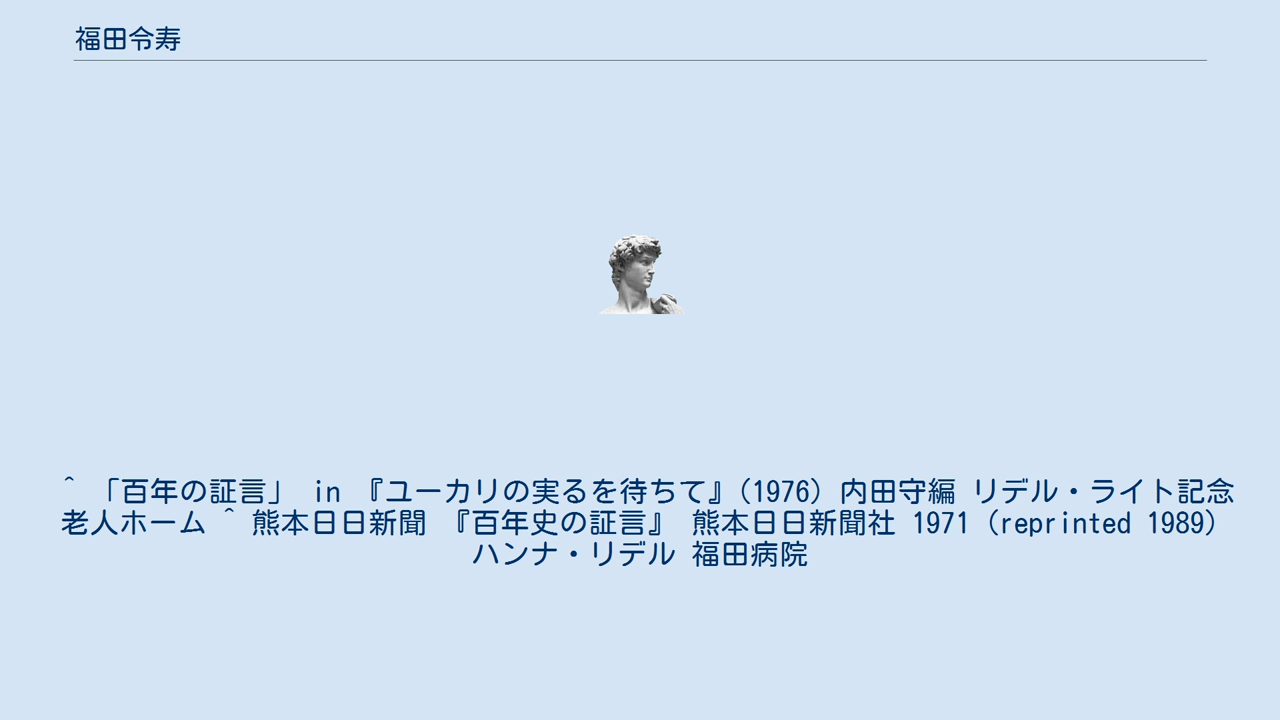 福田令寿
^ 「百年の証言」 in 『ユーカリの実るを待ちて』（1976）内田守編 リデル・ライト記念
老人ホーム ^ 熊本日日新聞 『百年史の証言』 熊本日日新聞社 1971（reprinted 1989）
ハンナ・リデル 福田病院